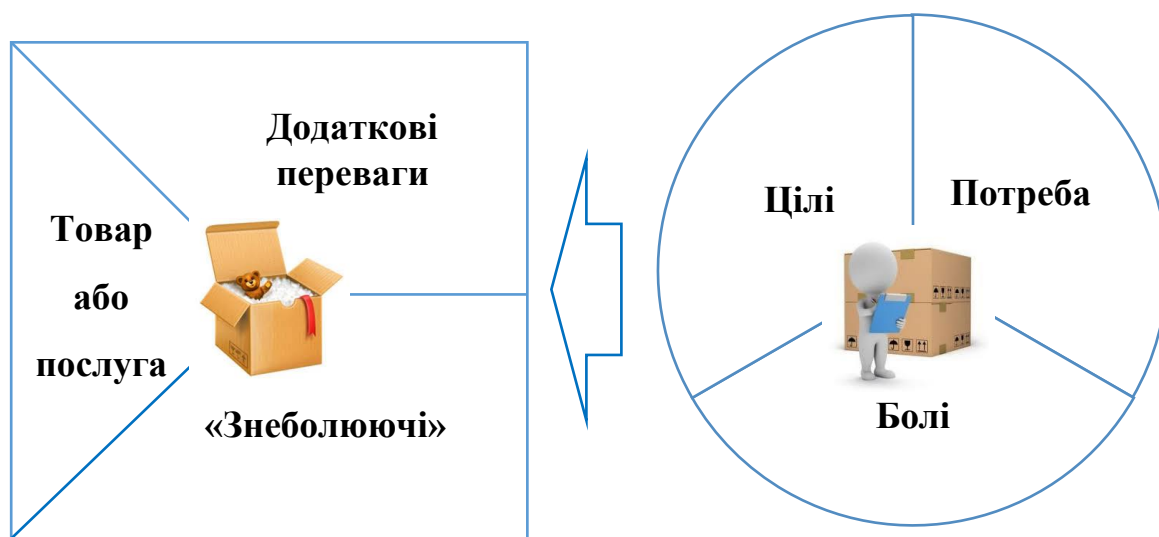 Додаткові
переваги
Товар
або
послуга
«Знеболюючі»
Цілі
Потреба
Болі